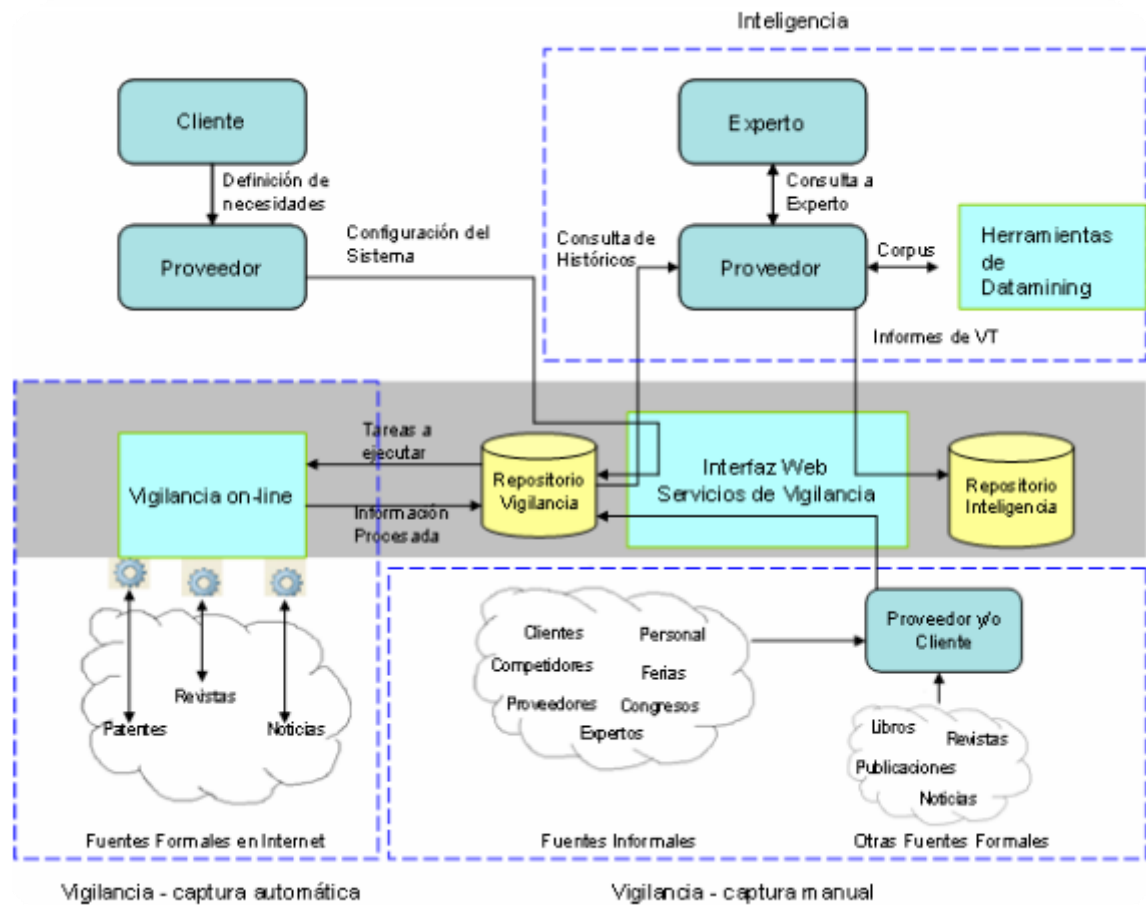 Inteligencia
Cliente
Experto
Definición de
necesidades
Consulta a
Experto
Configuración del
Sistema
Consulta de
Históricos
Proveedor
Proveedor
Corpus
Herramientas
de
Datamining
Informes de VT
Tareas a
ejecutar
Vigilancia on-line
Repositorio
Vigilancia
Interfaz Web
Servicios de Vigilancia
Repositorio
Inteligencia
Información
Procesada
Clientes
Personal
Competidores
Ferias
Proveedores
Congresos
Expertos
Proveedor y/o
Cliente
Revistas
Patentes
Noticias
Libros
Revistas
Publicaciones
Noticias
Fuentes Formales en Internet
Fuentes Informales
Otras Fuentes Formales
Vigilancia - captura automática
Vigilancia - captura manual